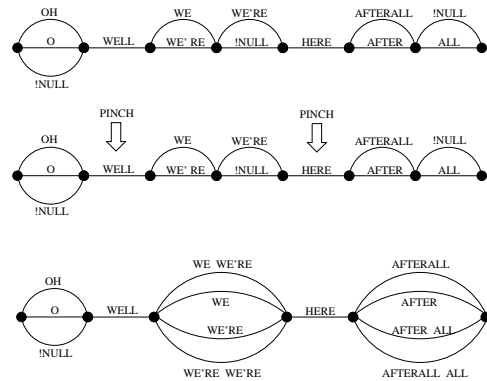 OH WE WE'RE AFTERALL !NULL
O WELL WE' RE !NULL HERE AFTER ALL
!NULL
PINCH PINCH
OH WE WE'RE AFTERALL !NULL
O WELL WE' RE !NULL HERE AFTER ALL
!NULL
WE WE'RE AFTERALL
OH WE AFTER
O WELL HERE
!NULL WE'RE AFTER ALL
WE'RE WE'RE AFTERALL ALL